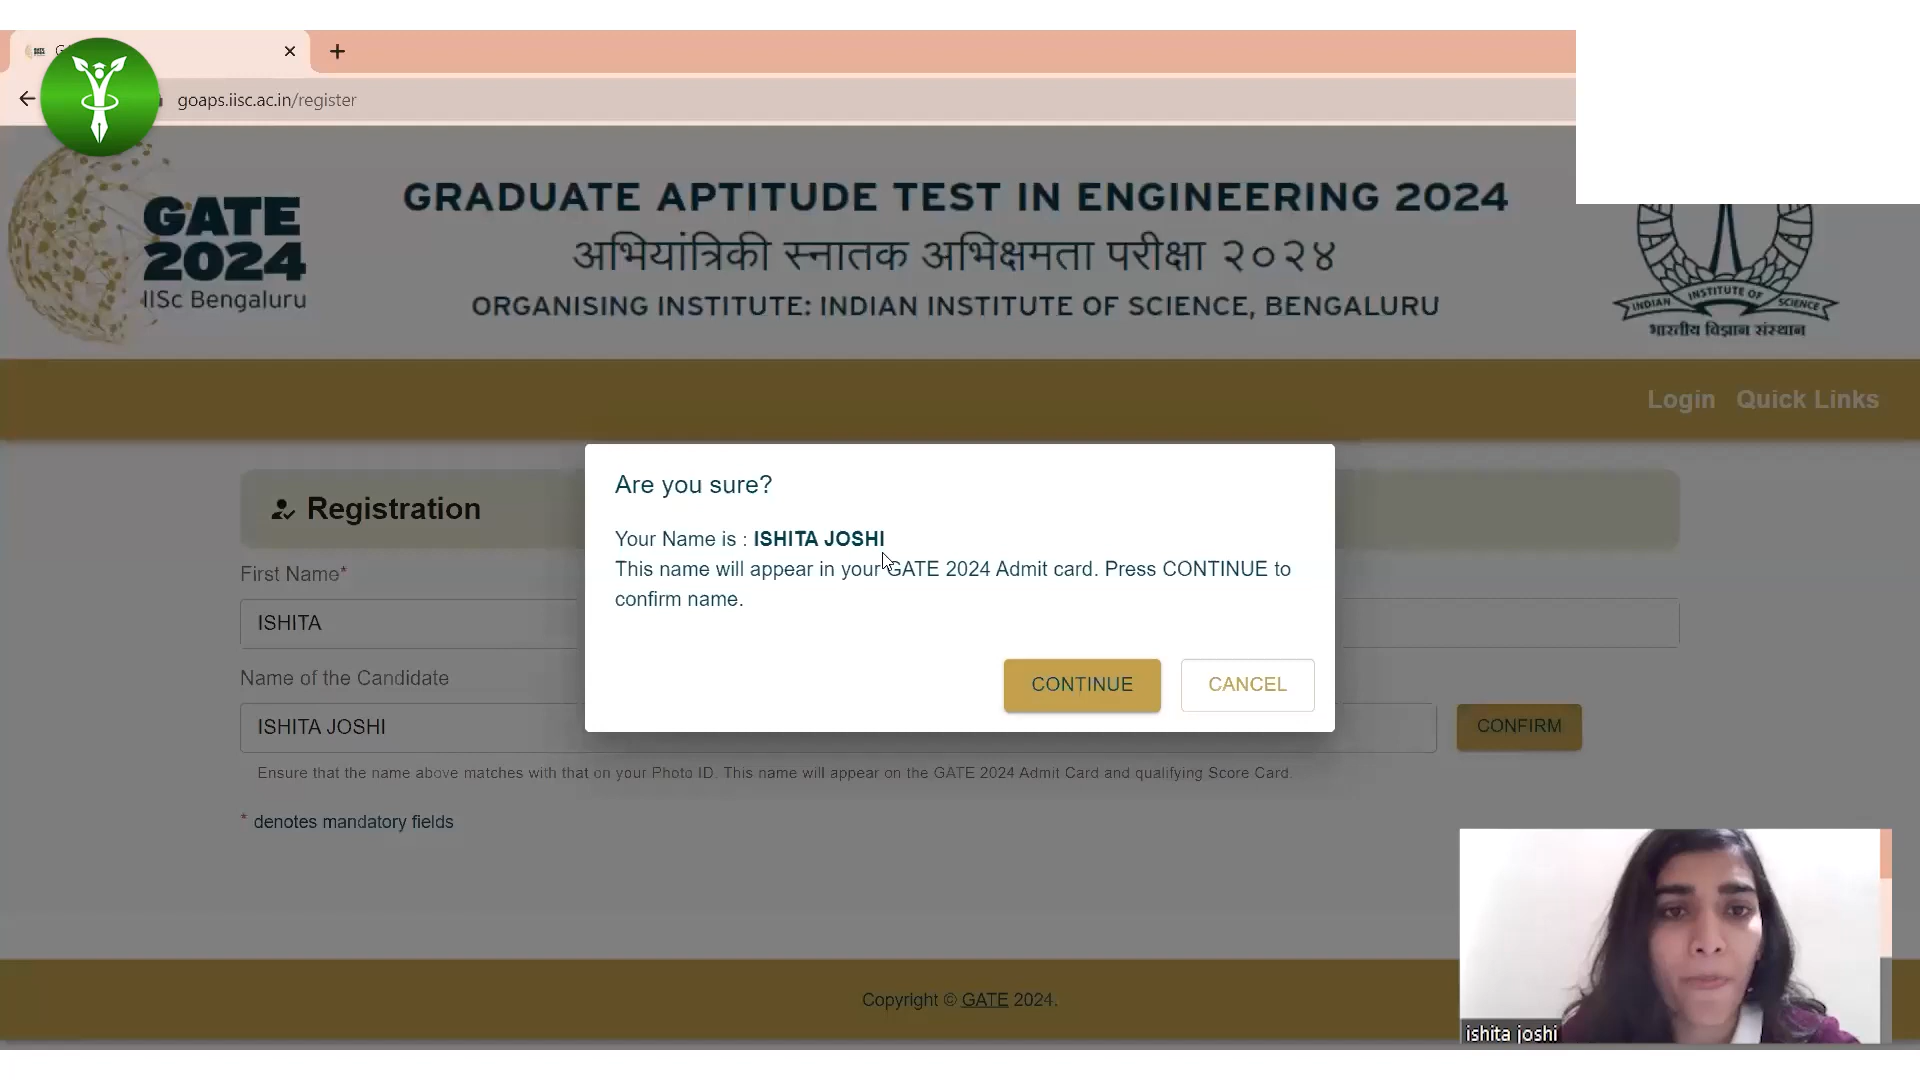 goaps.iisc.ac.in/register
GATE
2024
IISc Bengaluru
GRADUATE APTITUDE TEST IN ENGINEERING 2024
अभियांत्रिकी स्नातक अभिक्षमता परीक्षा २०२४
ORGANISING INSTITUTE: INDIAN INSTITUTE OF SCIENCE, BENGALURU
INDIAN INSTITUTE OF SCIENCE
भारतीय विज्ञान संस्थान
Login Quick Links
Registration
First Name*
ISHITA
Name of the Candidate
ISHITA JOSHI
CONFIRM
Ensure that the name above matches with that on your Photo ID. This name will appear on the GATE 2024 Admit Card and qualifying Score Card.
* denotes mandatory fields
Are you sure?
Your Name is : ISHITA JOSHI
This name will appear in your GATE 2024 Admit card. Press CONTINUE to
confirm name.
CONTINUE CANCEL
Copyright © GATE 2024.
ishita joshi